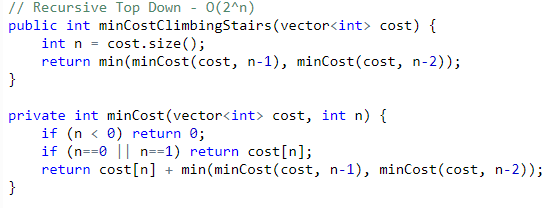 // Recursive Top Down - O(2^n)
public int minCostClimbingStairs(vector<int> cost) {
    int n = cost.size();
    return min(minCost(cost, n-1), minCost(cost, n-2));
}

private int minCost(vector<int> cost, int n) {
    if (n < 0) return 0;
    if (n==0 || n==1) return cost[n];
    return cost[n] + min(minCost(cost, n-1), minCost(cost, n-2));
}